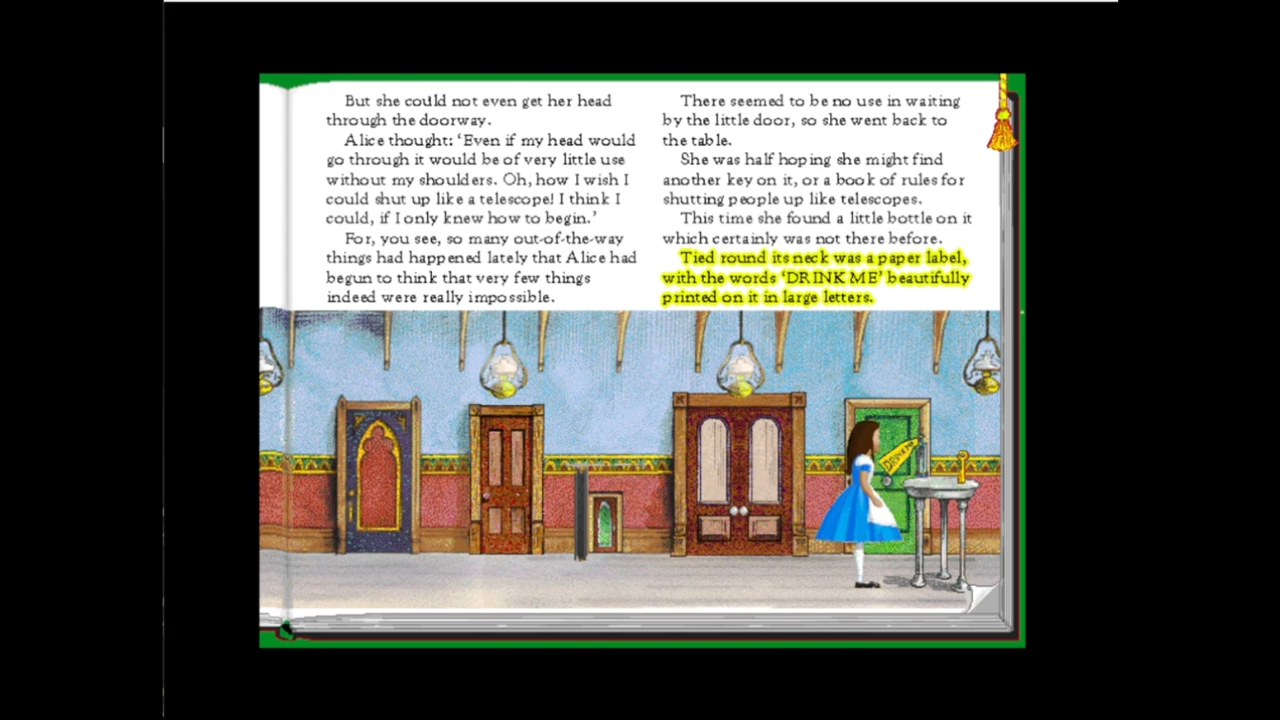 But she could not even get her head
through the doorway.
Alice thought: ‘Even if my head would
go through it would be of very little use
without my shoulders. Oh, how I wish I
could shut up like a telescope! I think I
could, if I only knew how to begin.’
For, you see, so many out-of-the-way
things had happened lately that Alice had
begun to think that very few things
indeed were really impossible.
There seemed to be no use in waiting
by the little door, so she went back to
the table.
She was half hoping she might find
another key on it, or a book of rules for
shutting people up like telescopes.
This time she found a little bottle on it
which certainly was not there before.
Tied round its neck was a paper label,
with the words ‘DRINK ME’ beautifully
printed on it in large letters.
DRINK ME